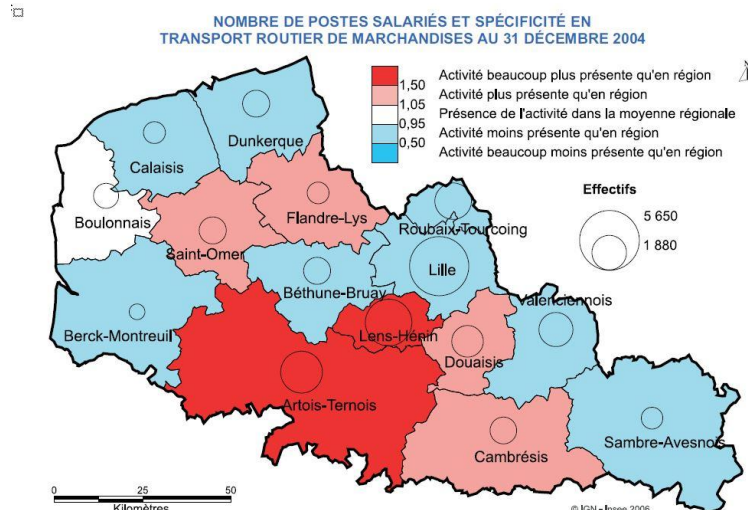 NOMBRE DE POSTES SALARIÉS ET SPÉCIFICITÉ EN
TRANSPORT ROUTIER DE MARCHANDISES AU 31 DÉCEMBRE 2004
N
Activité beaucoup plus présente qu'en région
1,50
Activité plus présente qu'en région
1,05
Présence de l'activité dans la moyenne régionale
0,95
Activité moins présente qu'en région
0,50
Activité beaucoup moins présente qu'en région
Effectifs
5 650
1 880
Dunkerque
Calaisis
Boulonnais
Flandre-Lys
Roubaix-Tourcoing
Saint-Omer
Lille
Béthune-Bruay
Valenciennois
Berck-Montreuil
Lens-Hénin
Douaisis
Artois-Ternois
Sambre-Avesnois
Cambrésis
0 25 50
Kilomètres
© IGN - Insee 2006